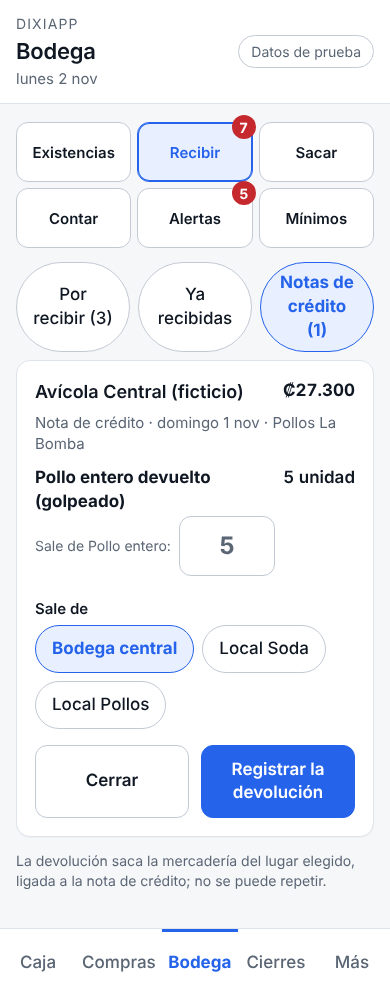 DIXIAPP
Bodega
Datos de prueba
lunes 2 nov
Existencias
Recibir
7
Sacar
Contar
Alertas
5
Mínimos
Por
recibir (3)
Ya
recibidas
Notas de
crédito
(1)
Avícola Central (ficticio)
₡27.300
Nota de crédito · domingo 1 nov · Pollos La
Bomba
Pollo entero devuelto
(golpeado)
5 unidad
Sale de Pollo entero:
5
Sale de
Bodega central
Local Soda
Local Pollos
Cerrar
Registrar la
devolución
La devolución saca la mercadería del lugar elegido,
ligada a la nota de crédito; no se puede repetir.
Caja
Compras
Bodega
Cierres
Más